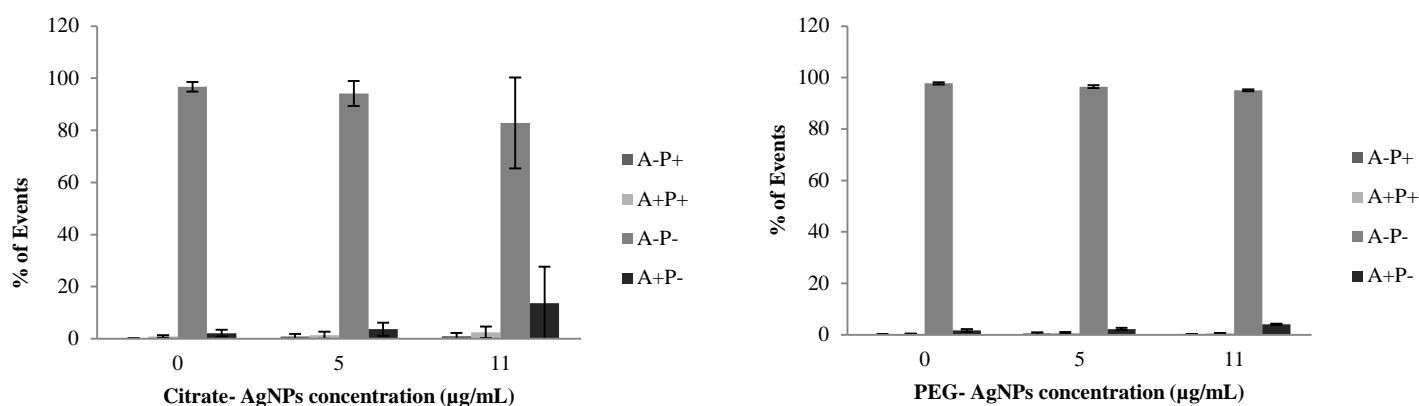 120
100
80
60
40
20
0
% of Events
0 5 11
Citrate- AgNPs concentration (µg/mL)
A-P+
A+P+
A-P-
A+P-
120
100
80
60
40
20
0
% of Events
0 5 11
PEG- AgNPs concentration (µg/mL)
A-P+
A+P+
A-P-
A+P-